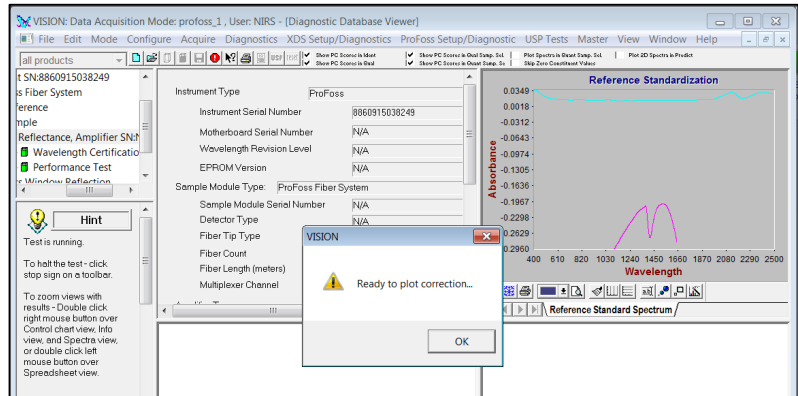 VISION: Data Acquisition Mode: profoss_1 , User: NIRS - [Diagnostic Database Viewer]
File Edit Mode Configure Acquire Diagnostics XDS Setup/Diagnostics ProFoss Setup/Diagnostic USP Tests Master View Window Help
all products
Show PC Scores in Ident
Show PC Scores in Qual
Show PC Scores in Qual Samp. Sel.
Show PC Scores in Quant Samp. Se
Plot Spectra in Quant Samp. Sel.
Skip Zero Constituent Values
Plot 2D Spectra in Predict
t SN:8860915038249
ss Fiber System
ference
mple
Reflectance, Amplifier SN:N
Wavelength Certificatio
Performance Test
ss Window Reflection
Hint
Test is running.
To halt the test - click
stop sign on a toolbar.
To zoom views with
results - Double click
right mouse button over
Control chart view, Info
view, and Spectra view,
or double click left
mouse button over
Spreadsheet view.
Instrument Type ProFoss
Instrument Serial Number 8860915038249
Motherboard Serial Number N/A
Wavelength Revision Level N/A
EPROM Version N/A
Sample Module Type: ProFoss Fiber System
Sample Module Serial Number N/A
Detector Type N/A
Fiber Tip Type
Fiber Count
Fiber Length (meters)
Multiplexer Channel
VISION
Ready to plot correction...
OK
Reference Standardization
Absorbance
0.0349
0.0018
-0.0312
-0.0643
-0.0974
-0.1305
-0.1636
-0.1967
-0.2298
-0.2629
0.2960
400 610 820 1030 1240 1450 1660 1870 2080 2290 2500
Wavelength
Reference Standard Spectrum